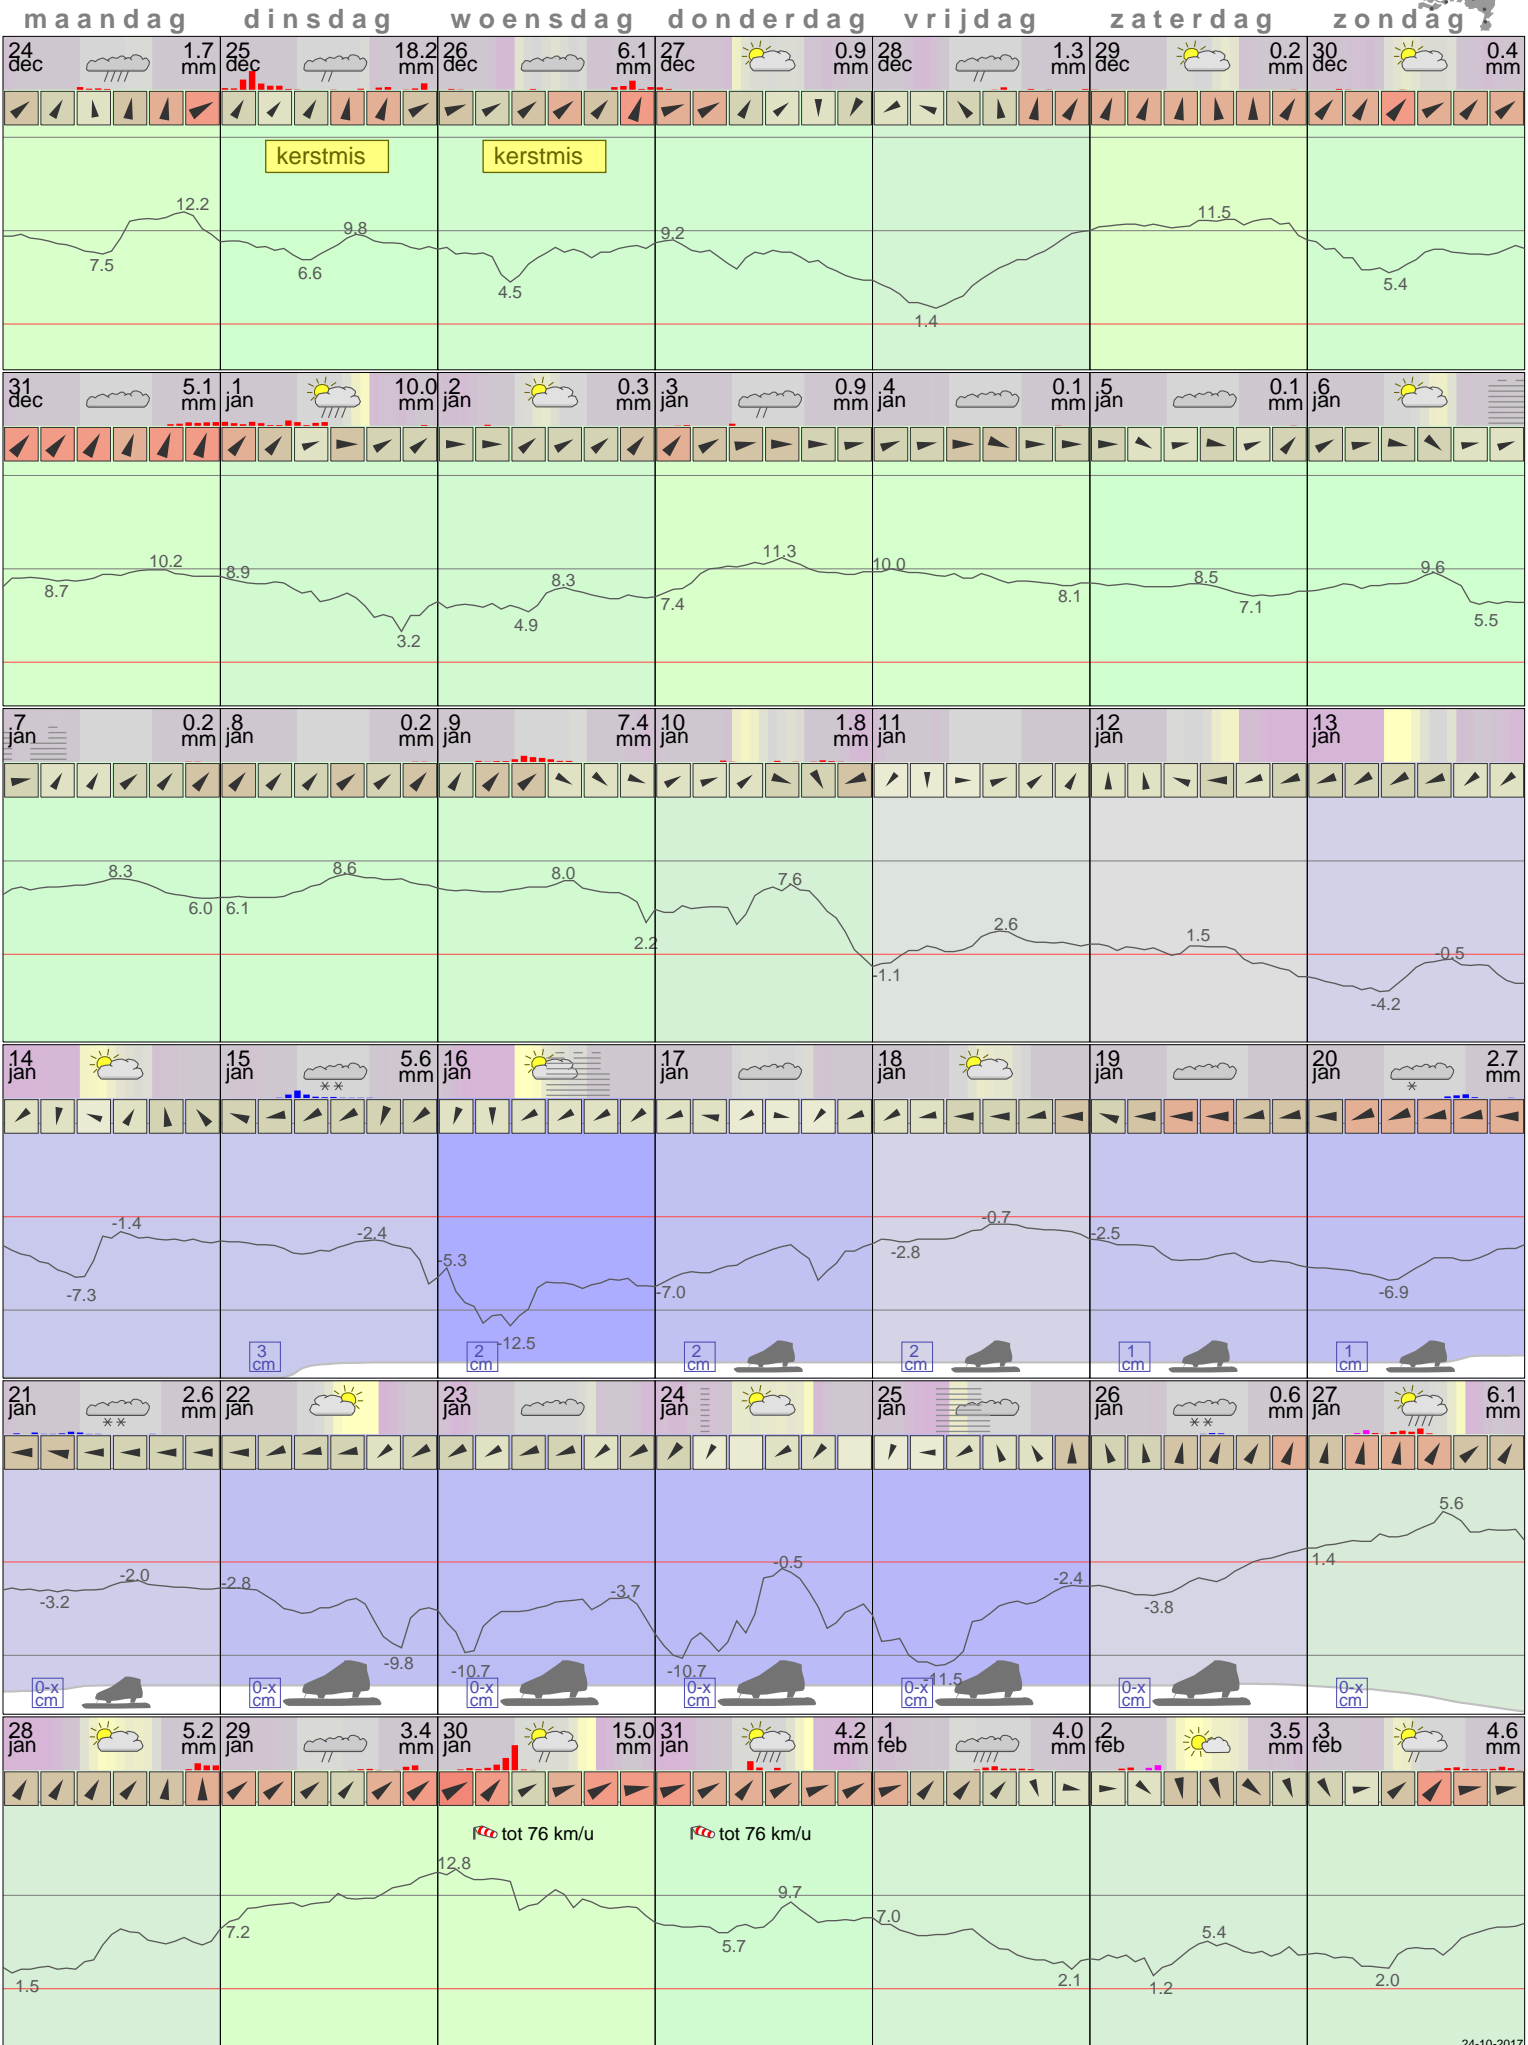 maandag dinsdag woensdag donderdag vrijdag zaterdag zondag
24 dec 1.7 mm 25 dec 18.2 mm 26 dec 6.1 mm 27 dec 0.9 mm 28 dec 1.3 mm 29 dec 0.2 mm 30 dec 0.4 mm
kerstmis kerstmis
12.2 7.5 9.8 6.6 4.5 9.2 1.4 11.5 5.4
31 dec 5.1 mm 1 jan 10.0 mm 2 jan 0.3 mm 3 jan 0.9 mm 4 jan 0.1 mm 5 jan 0.1 mm 6 jan
8.7 10.2 8.9 3.2 4.9 8.3 7.4 11.3 10.0 8.1 8.5 7.1 9.6 5.5
7 jan 0.2 mm 8 jan 0.2 mm 9 jan 7.4 mm 10 jan 1.8 mm 11 jan 12 jan 13 jan
8.3 6.0 6.1 8.6 8.0 2.2 7.6 -1.1 2.6 1.5 -4.2 -0.5
14 jan 15 jan 5.6 mm 16 jan 17 jan 18 jan 19 jan 20 jan 2.7 mm
-7.3 -1.4 -2.4 -5.3 -12.5 -7.0 -2.8 -0.7 -2.5 -6.9
3 cm 2 cm 2 cm 2 cm 1 cm 1 cm
21 jan 2.6 mm 22 jan 23 jan 24 jan 25 jan 26 jan 0.6 mm 27 jan 6.1 mm
-3.2 -2.0 -2.8 -9.8 -10.7 -3.7 -10.7 -0.5 -11.5 -2.4 -3.8 1.4 5.6
0-x cm 0-x cm 0-x cm 0-x cm 0-x cm 0-x cm 0-x cm
28 jan 5.2 mm 29 jan 3.4 mm 30 jan 15.0 mm 31 jan 4.2 mm 1 feb 4.0 mm 2 feb 3.5 mm 3 feb 4.6 mm
tot 76 km/u tot 76 km/u
1.5 7.2 12.8 5.7 9.7 7.0 2.1 1.2 5.4 2.0
24-10-2017